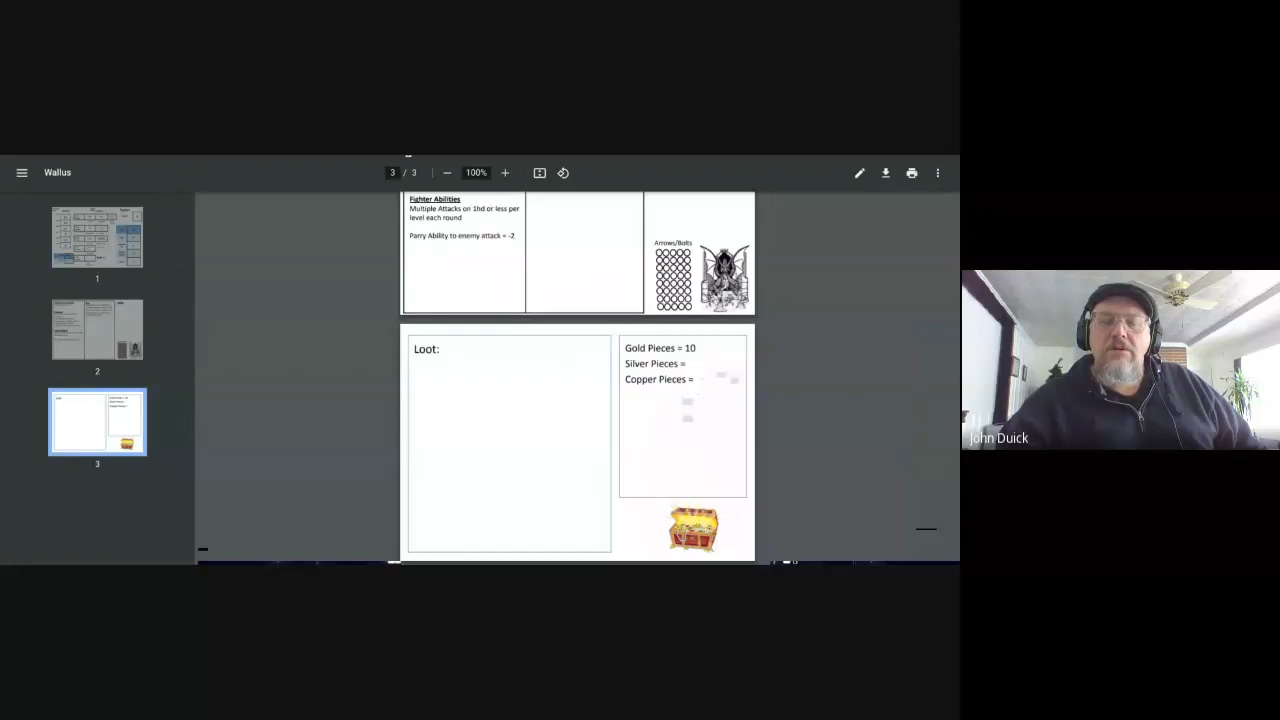 Wallus
3 / 3
100%
Fighter Abilities
Multiple Attacks on 1hd or less per
level each round
Parry Ability to enemy attack = -2
Arrows/Bolts
Loot:
Gold Pieces = 10
Silver Pieces =
Copper Pieces =
1
2
3
John Duick